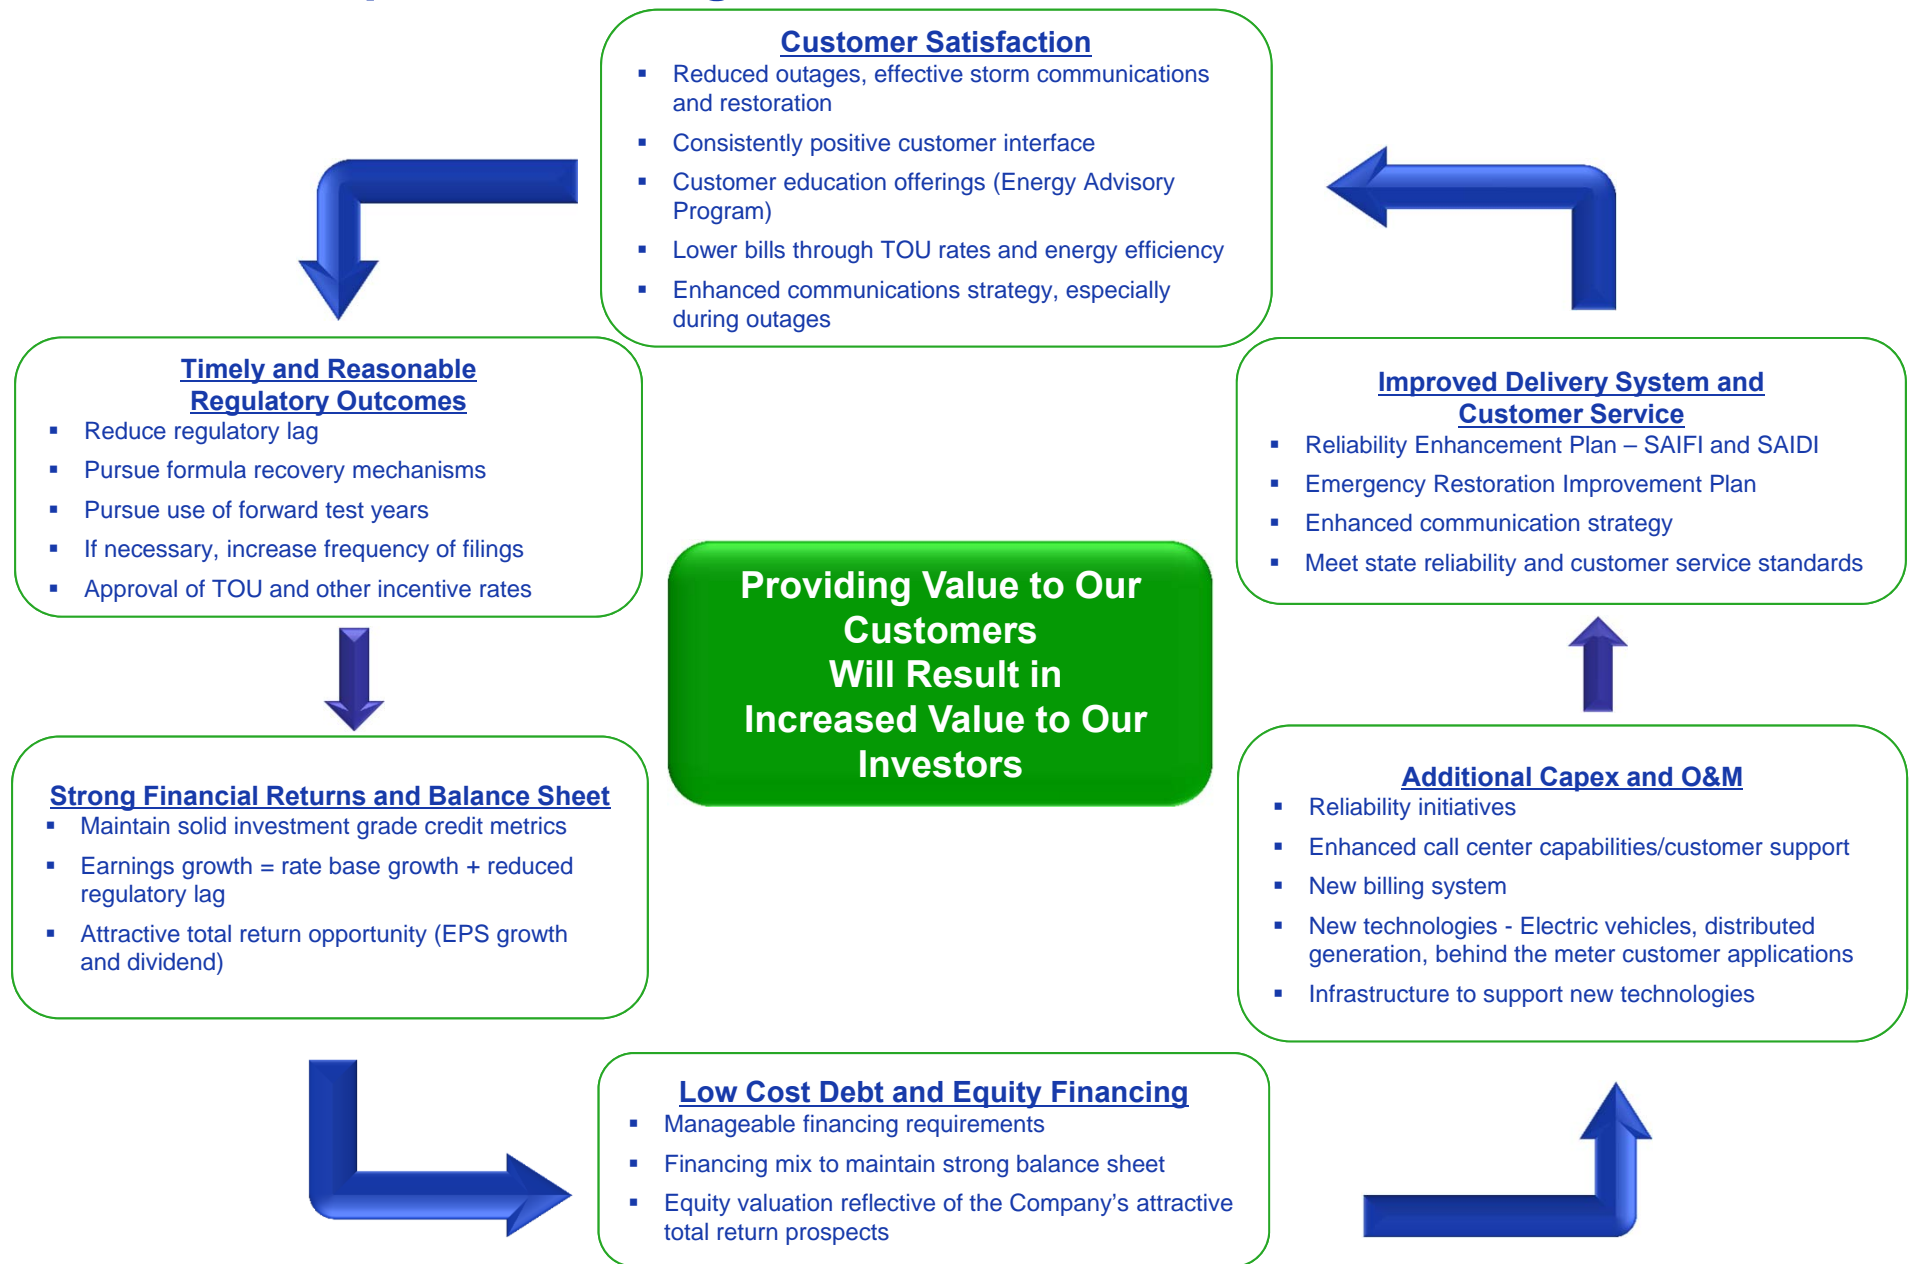 Customer Satisfaction
▪ Reduced outages, effective storm communications
and restoration
▪ Consistently positive customer interface
▪ Customer education offerings (Energy Advisory
Program)
▪ Lower bills through TOU rates and energy efficiency
▪ Enhanced communications strategy, especially
during outages
Timely and Reasonable
Regulatory Outcomes
▪ Reduce regulatory lag
▪ Pursue formula recovery mechanisms
▪ Pursue use of forward test years
▪ If necessary, increase frequency of filings
▪ Approval of TOU and other incentive rates
Improved Delivery System and
Customer Service
▪ Reliability Enhancement Plan – SAIFI and SAIDI
▪ Emergency Restoration Improvement Plan
▪ Enhanced communication strategy
▪ Meet state reliability and customer service standards
Providing Value to Our
Customers
Will Result in
Increased Value to Our
Investors
Strong Financial Returns and Balance Sheet
▪ Maintain solid investment grade credit metrics
▪ Earnings growth = rate base growth + reduced
regulatory lag
▪ Attractive total return opportunity (EPS growth
and dividend)
Additional Capex and O&M
▪ Reliability initiatives
▪ Enhanced call center capabilities/customer support
▪ New billing system
▪ New technologies - Electric vehicles, distributed
generation, behind the meter customer applications
▪ Infrastructure to support new technologies
Low Cost Debt and Equity Financing
▪ Manageable financing requirements
▪ Financing mix to maintain strong balance sheet
▪ Equity valuation reflective of the Company’s attractive
total return prospects